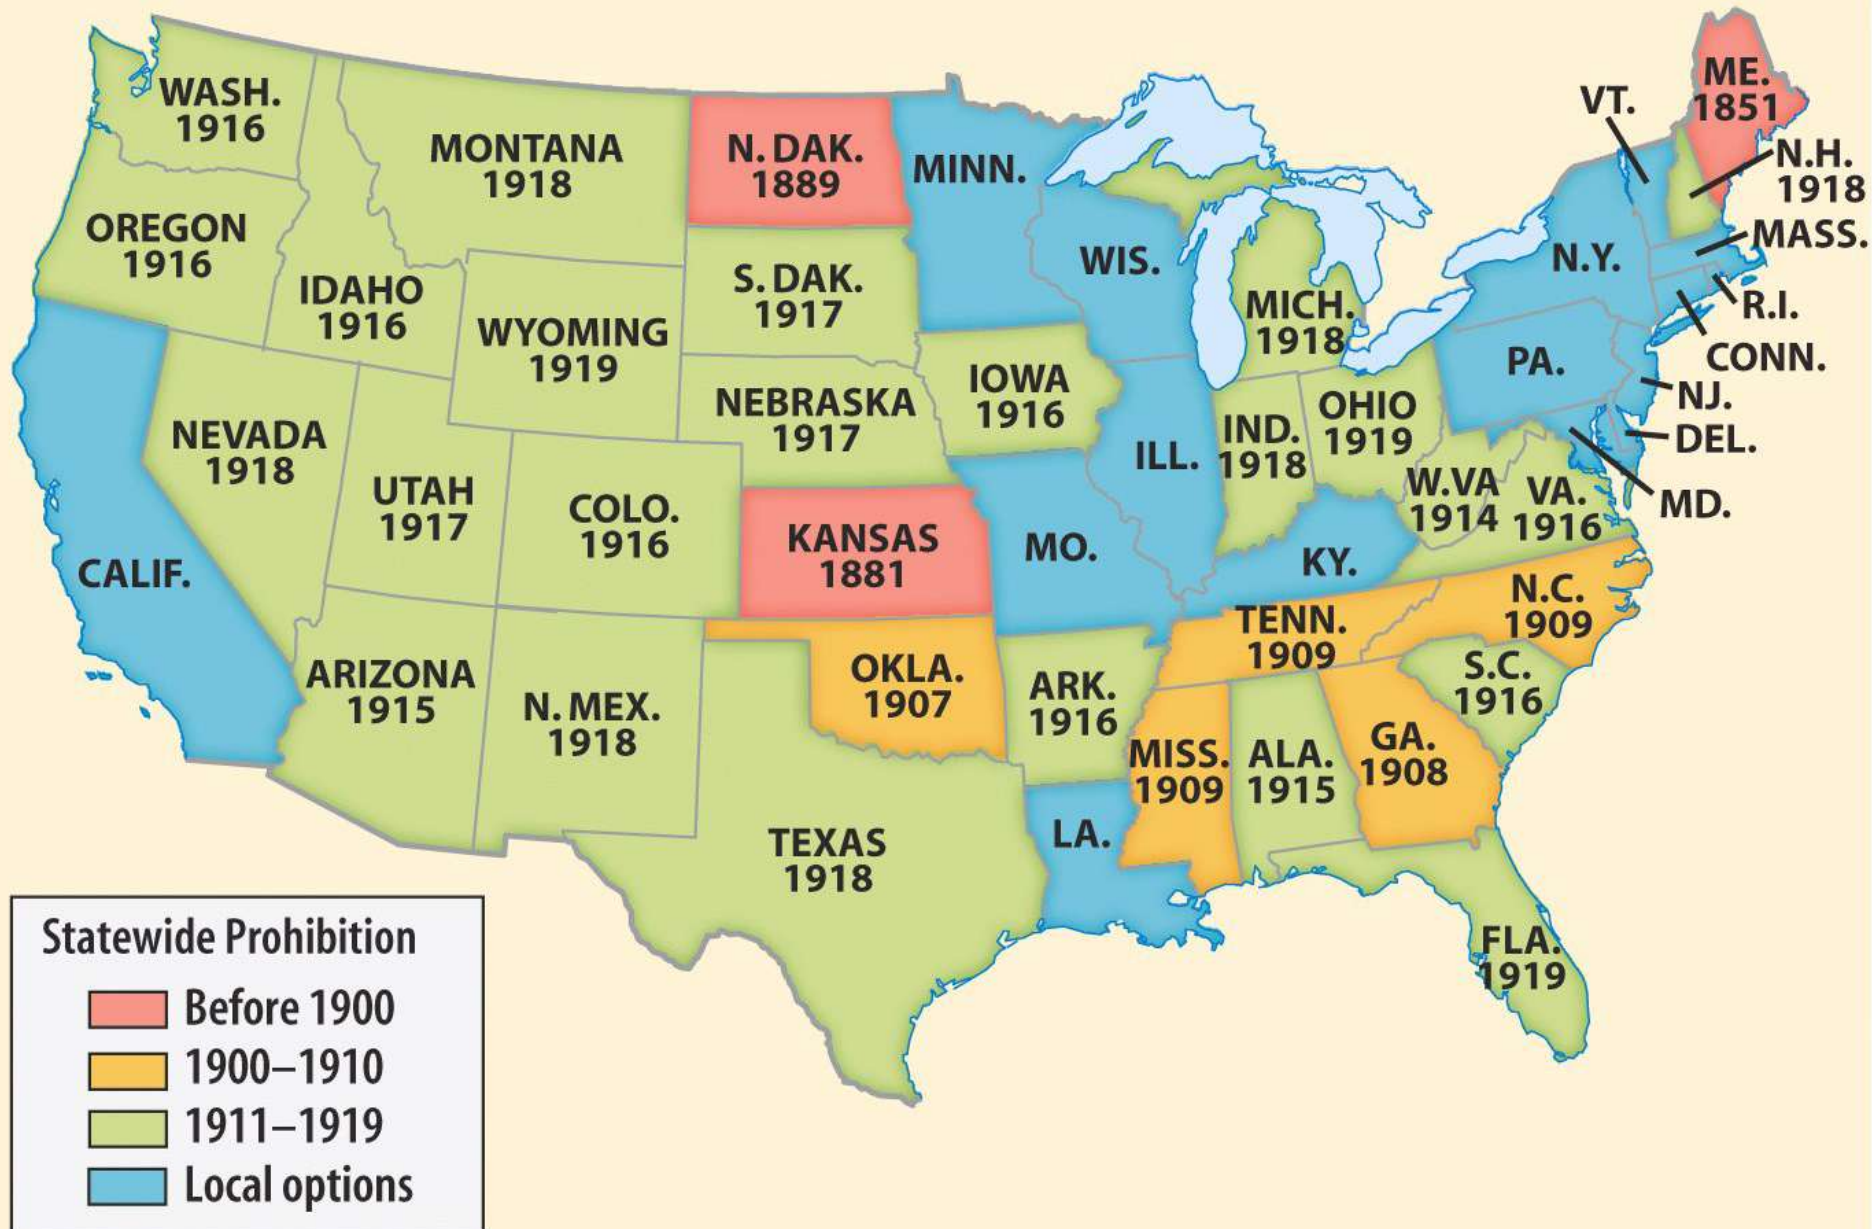 WASH.
1916
OREGON
1916
IDAHO
1916
MONTANA
1918
WYOMING
1919
N. DAK.
1889
S. DAK.
1917
NEBRASKA
1917
MINN.
IOWA
1916
WIS.
MICH.
1918
ILL.
IND.
1918
OHIO
1919
CALIF.
NEVADA
1918
UTAH
1917
COLO.
1916
KANSAS
1881
MO.
KY.
W.VA
1914
VA.
1916
ARIZONA
1915
N. MEX.
1918
OKLA.
1907
TEXAS
1918
ARK.
1916
LA.
TENN.
1909
N.C.
1909
S.C.
1916
MISS.
1909
ALA.
1915
GA.
1908
FLA.
1919
ME.
1851
VT.
N.H.
1918
MASS.
N.Y.
R.I.
CONN.
PA.
NJ.
DEL.
MD.
Statewide Prohibition
Before 1900
1900–1910
1911–1919
Local options